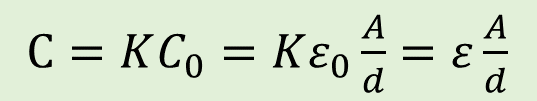 C = KC₀ = Kε₀ A/d = ε A/d